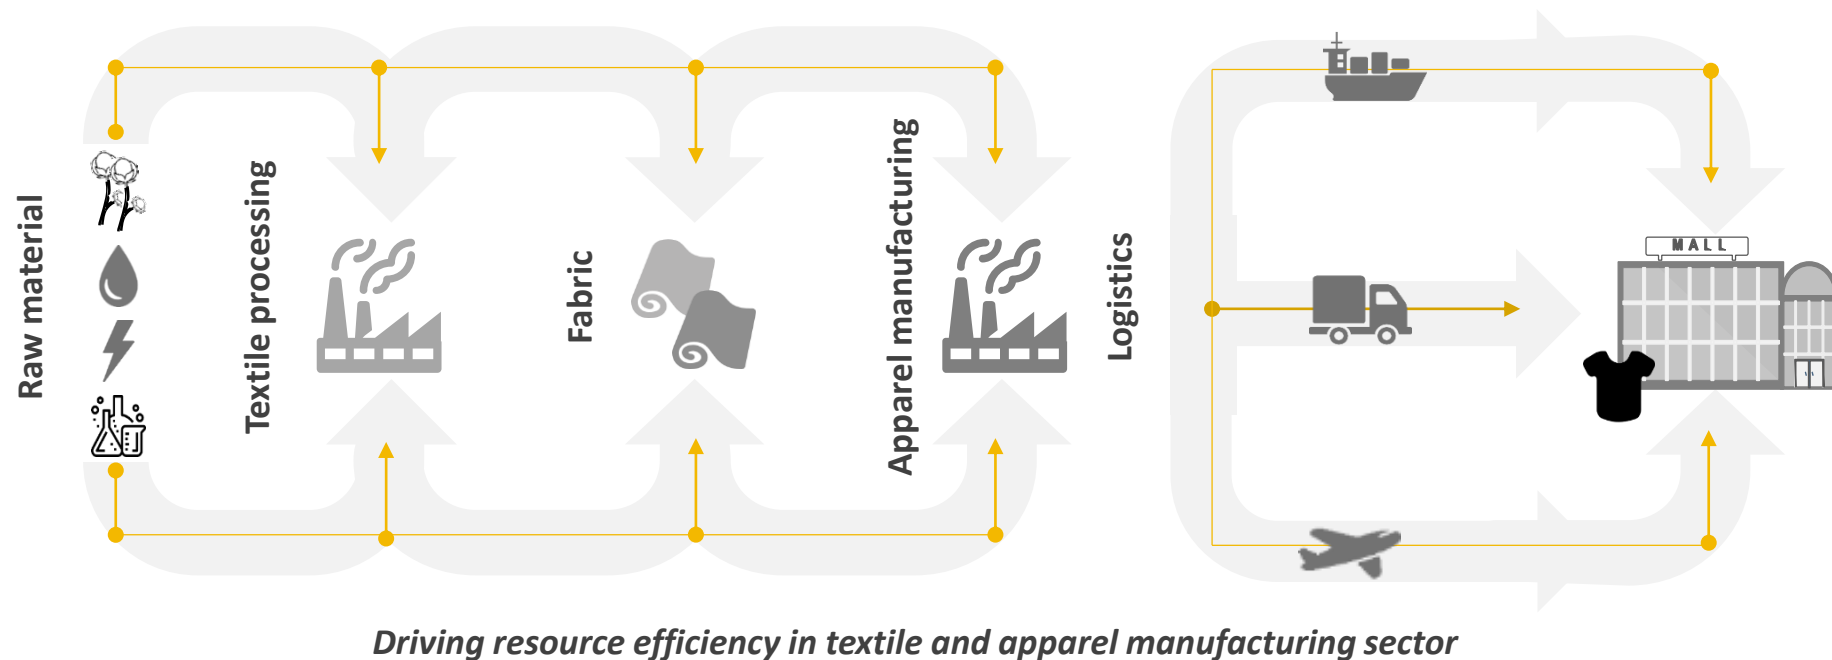 Raw material
Textile processing
Fabric
Apparel manufacturing
Logistics
MALL
Driving resource efficiency in textile and apparel manufacturing sector